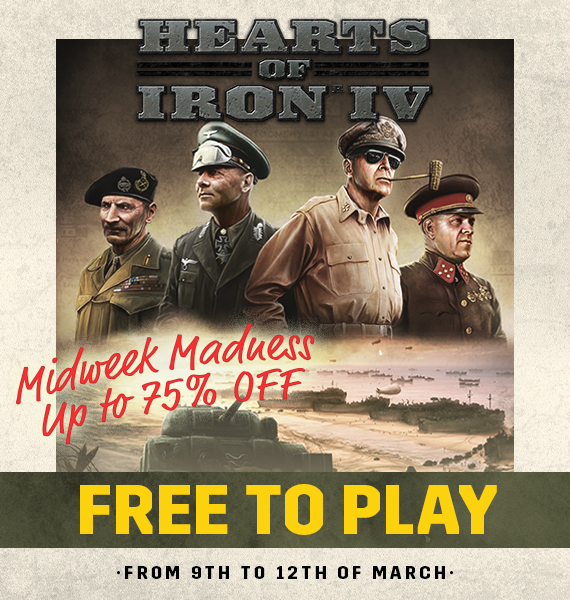 HEARTS
OF
IRON IV
Midweek Madness
Up to 75% OFF
FREE TO PLAY
·FROM 9TH TO 12TH OF MARCH·